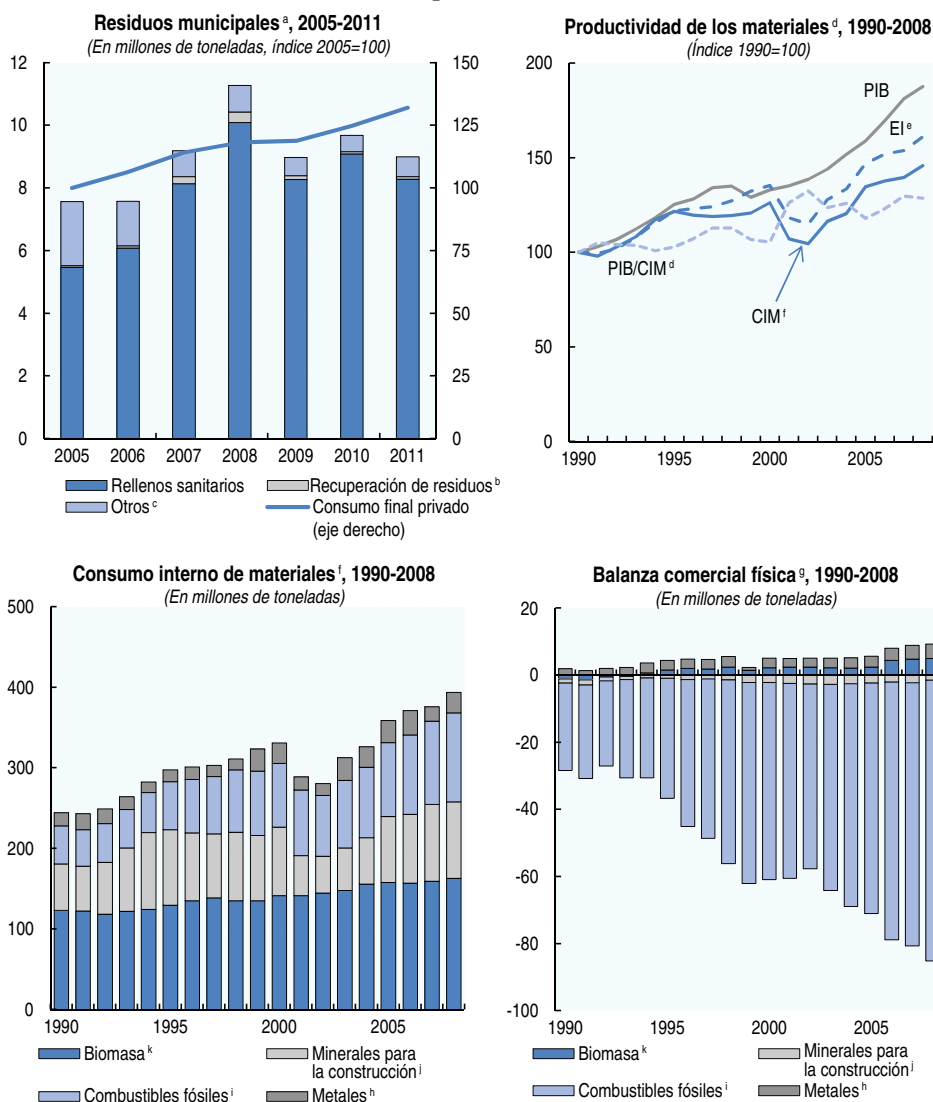 Residuos municipales a, 2005-2011
(En millones de toneladas, índice 2005=100)
12
10
8
6
4
2
0
150
125
100
75
50
25
0
2005 2006 2007 2008 2009 2010 2011
Rellenos sanitarios
Recuperación de residuos b
Otros c
Consumo final privado
(eje derecho)
Productividad de los materiales d, 1990-2008
(Índice 1990=100)
200
150
100
50
0
PIB
EI e
PIB/CIM d
CIM f
1990 1995 2000 2005
Consumo interno de materiales f, 1990-2008
(En millones de toneladas)
500
400
300
200
100
0
1990 1995 2000 2005
Biomasa k
Minerales para
la construcción j
Combustibles fósiles i
Metales h
Balanza comercial física g, 1990-2008
(En millones de toneladas)
20
0
-20
-40
-60
-80
-100
1990 1995 2000 2005
Biomasa k
Minerales para
la construcción j
Combustibles fósiles i
Metales h